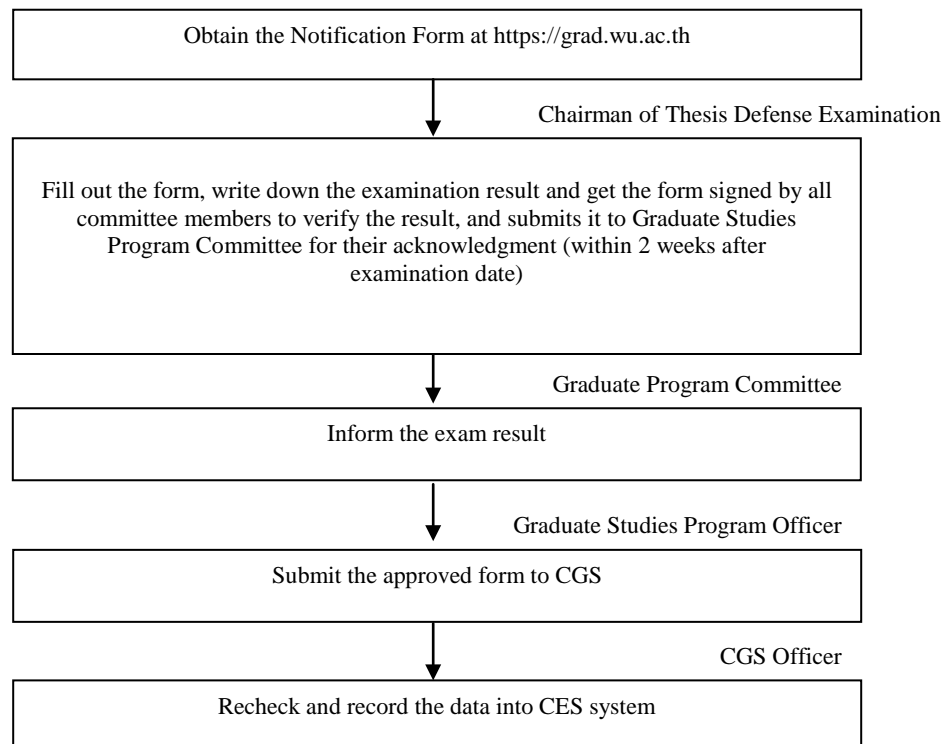 Obtain the Notification Form at https://grad.wu.ac.th
Chairman of Thesis Defense Examination
Fill out the form, write down the examination result and get the form signed by all
committee members to verify the result, and submits it to Graduate Studies
Program Committee for their acknowledgment (within 2 weeks after
examination date)
Graduate Program Committee
Inform the exam result
Graduate Studies Program Officer
Submit the approved form to CGS
CGS Officer
Recheck and record the data into CES system